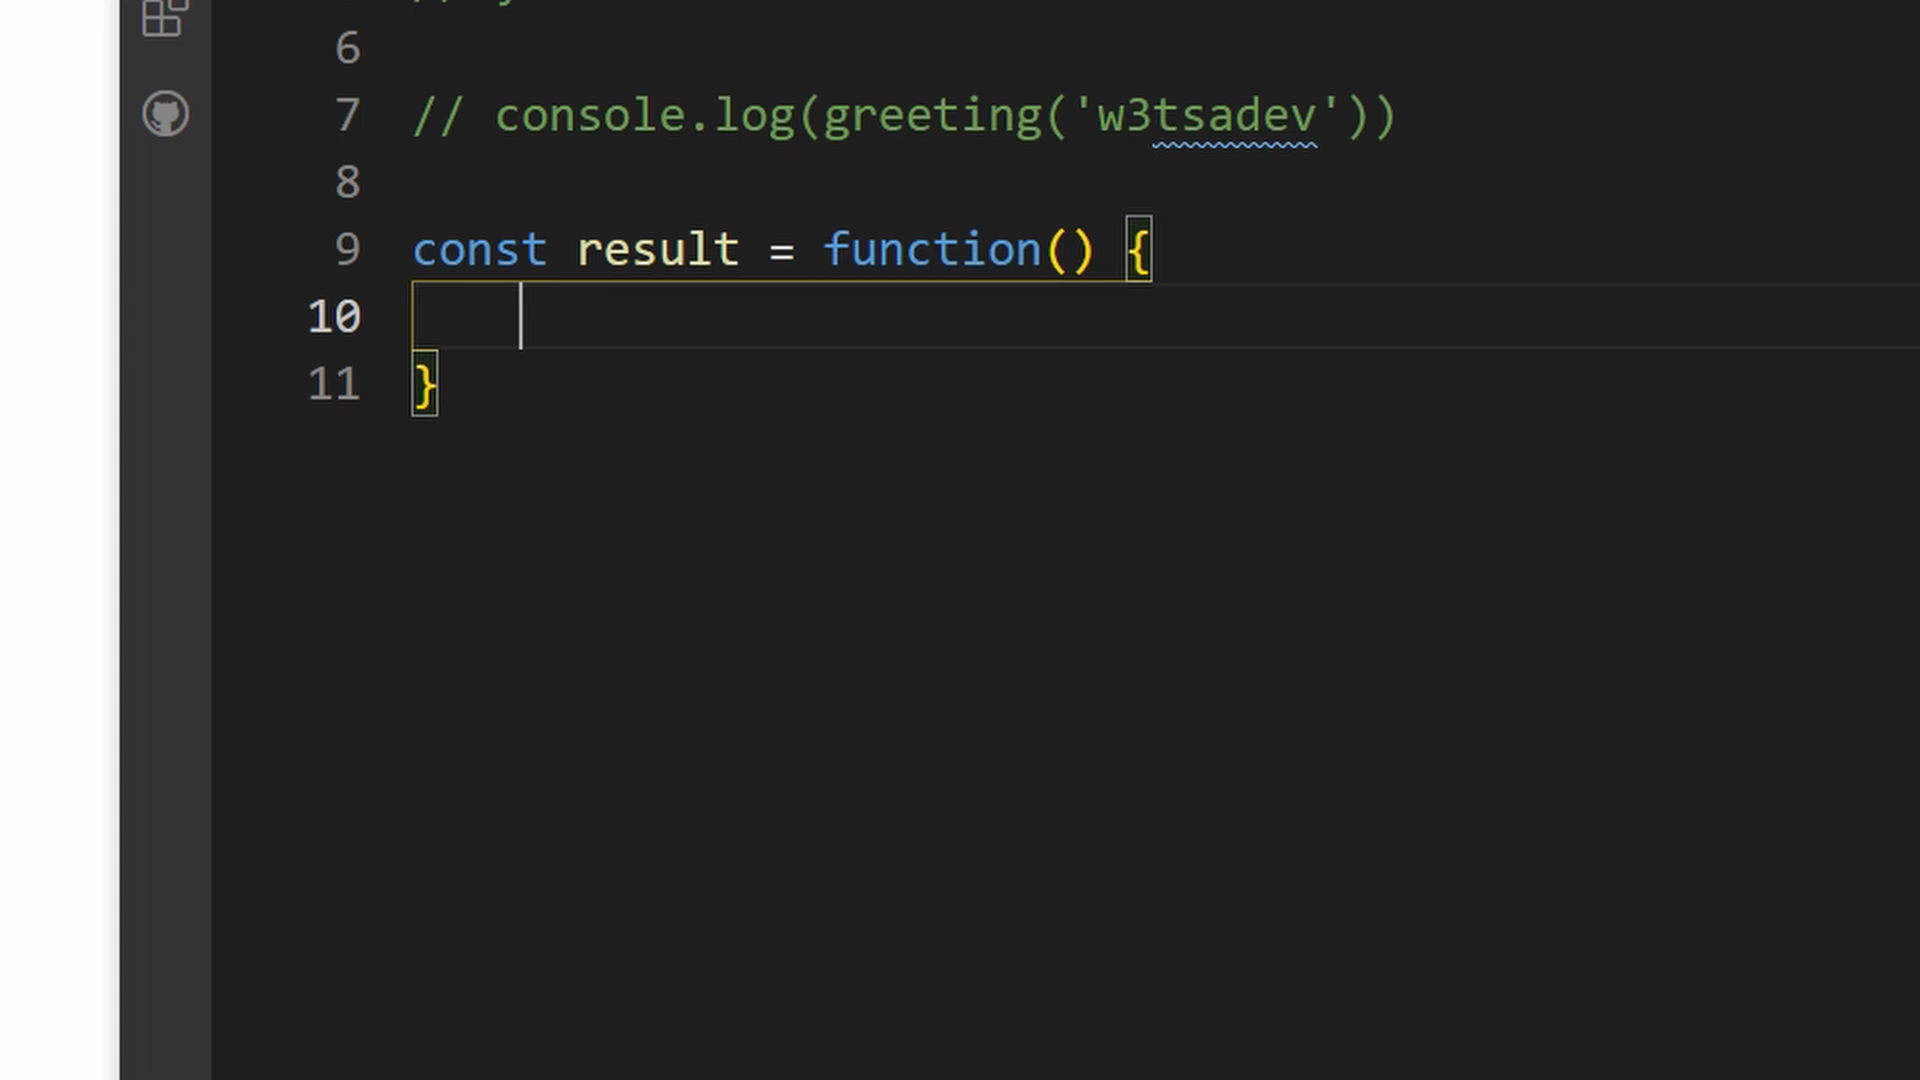 6
7 // console.log(greeting('w3tsadev'))
8
9 const result = function() {
10
11 }